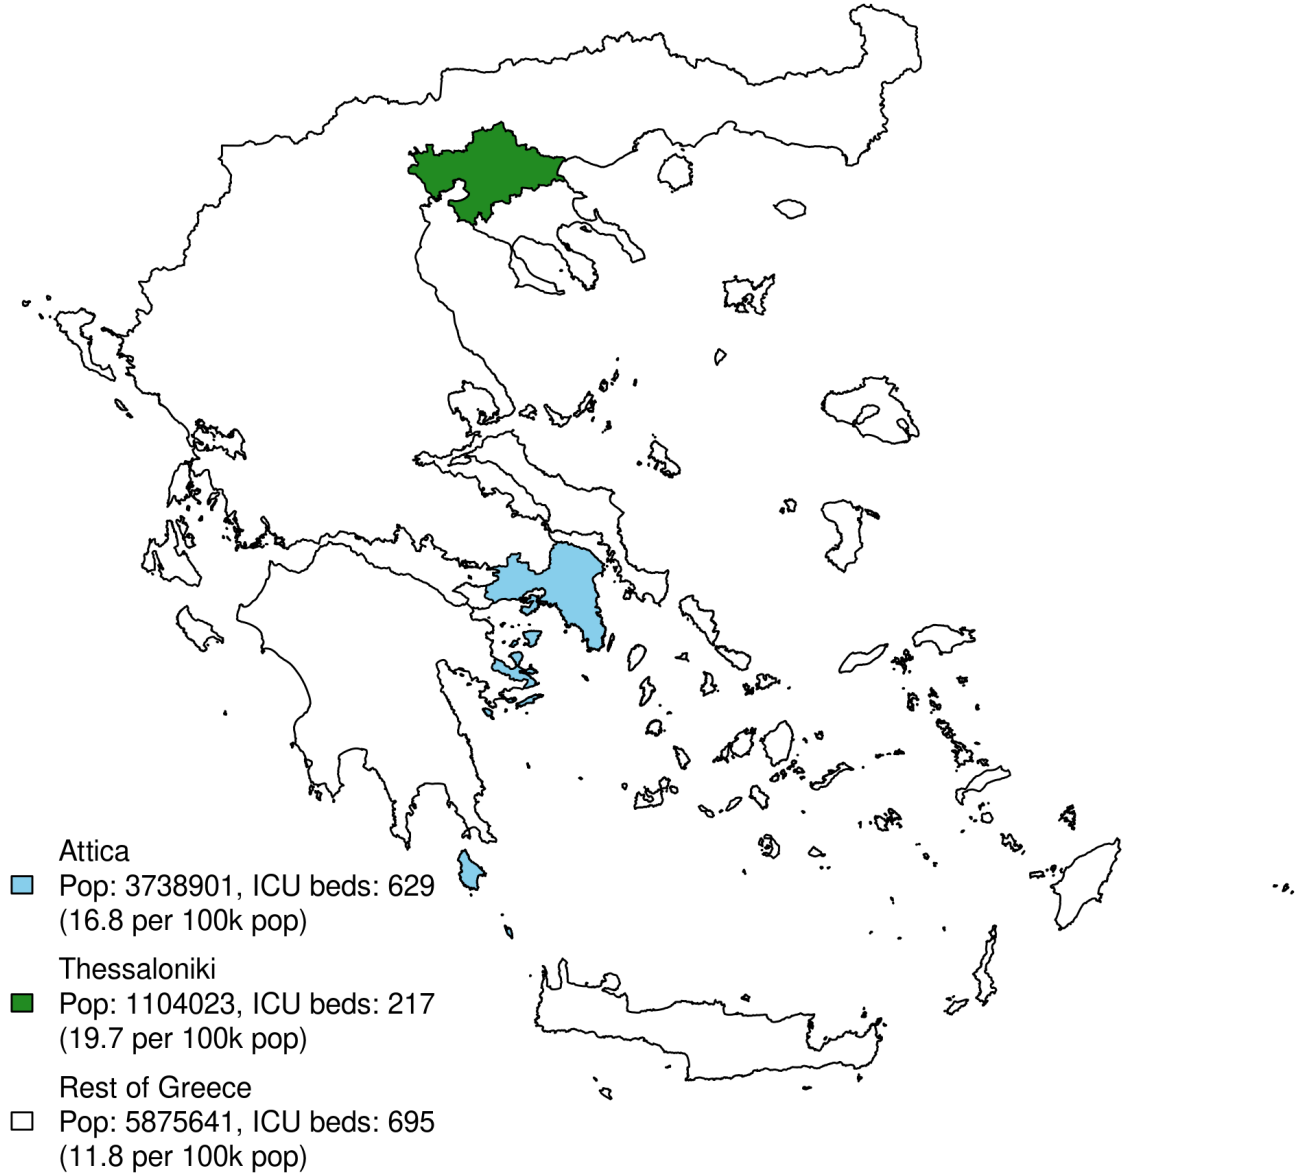 Attica
Pop: 3738901, ICU beds: 629
(16.8 per 100k pop)
Thessaloniki
Pop: 1104023, ICU beds: 217
(19.7 per 100k pop)
Rest of Greece
Pop: 5875641, ICU beds: 695
(11.8 per 100k pop)